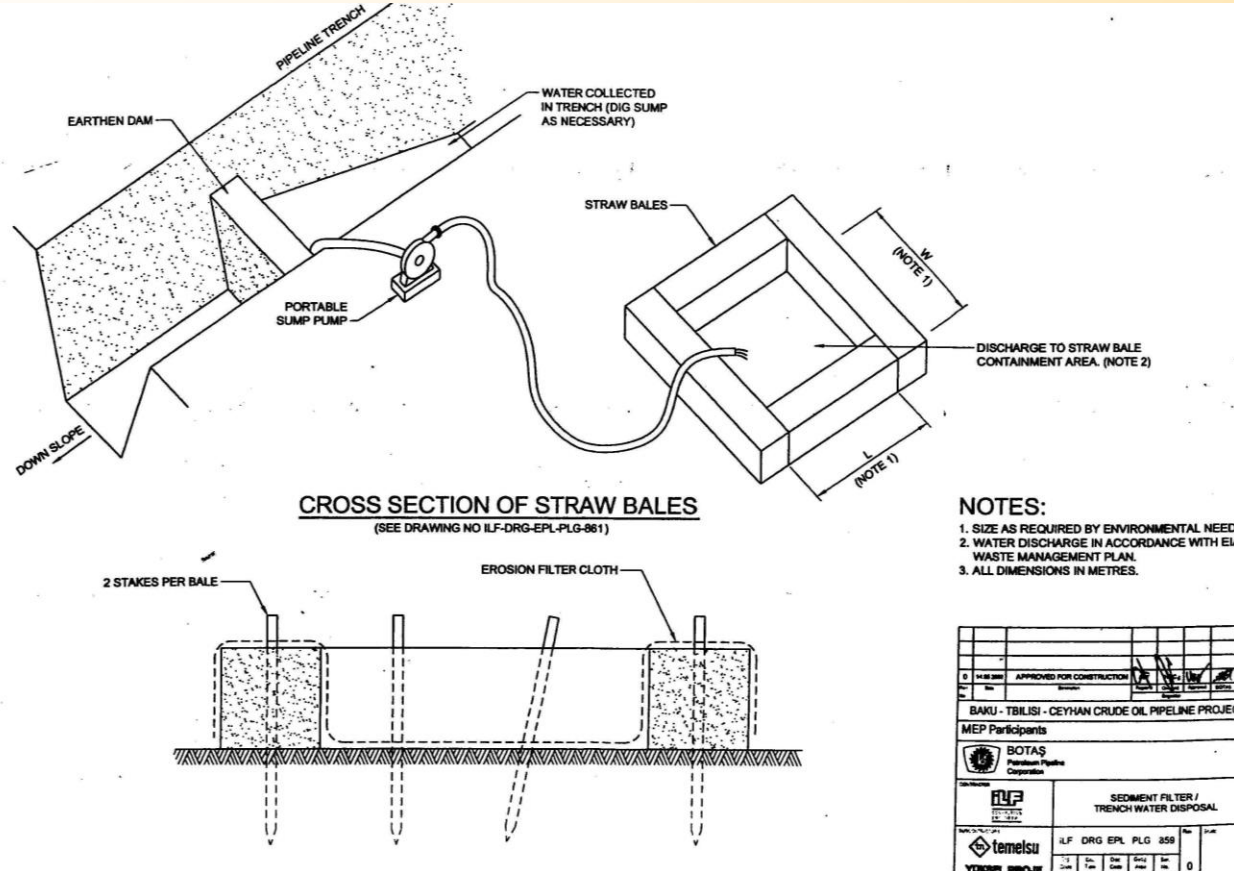 PIPELINE TRENCH
EARTHEN DAM
WATER COLLECTED
IN TRENCH (DIG SUMP
AS NECESSARY)
STRAW BALES
W
(NOTE 1)
PORTABLE
SUMP PUMP
DISCHARGE TO STRAW BALE
CONTAINMENT AREA. (NOTE 2)
DOWN SLOPE
L
(NOTE 1)
CROSS SECTION OF STRAW BALES
(SEE DRAWING NO ILF-DRG-EPL-PLG-861)
2 STAKES PER BALE
EROSION FILTER CLOTH
NOTES:
1. SIZE AS REQUIRED BY ENVIRONMENTAL NEED
2. WATER DISCHARGE IN ACCORDANCE WITH EI
WASTE MANAGEMENT PLAN.
3. ALL DIMENSIONS IN METRES.
0 APPROVED FOR CONSTRUCTION
BAKU - TBILISI - CEYHAN CRUDE OIL PIPELINE PROJE
MEP Participants
BOTAŞ
Petroleum Pipeline
Corporation
ILF
SEDIMENT FILTER /
TRENCH WATER DISPOSAL
temelsu
ILF DRG EPL PLG 859
0